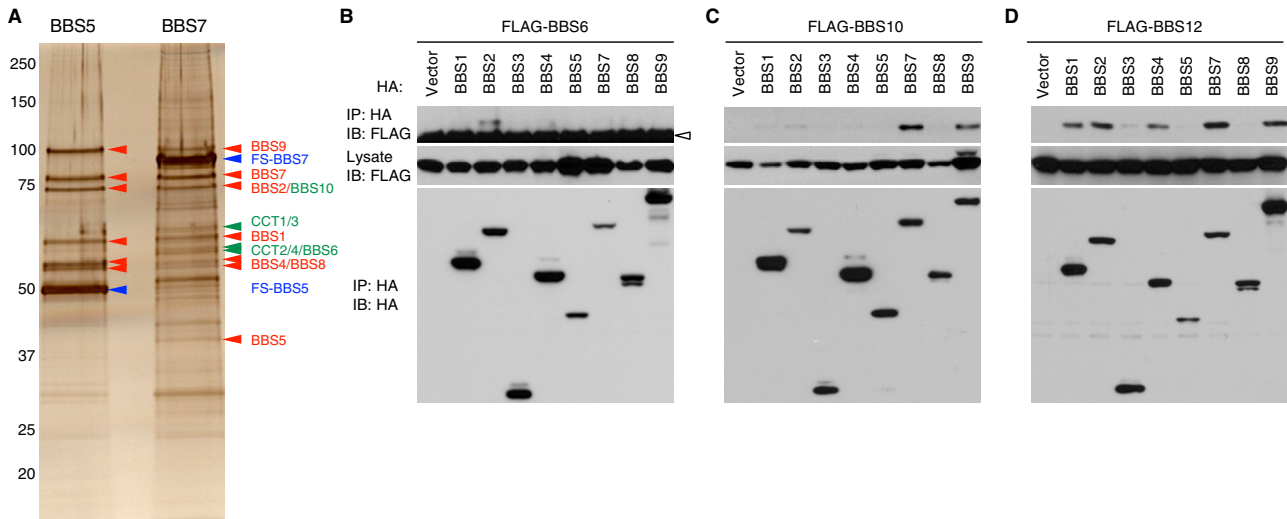 A
BBS5
BBS7
250
150
100
75
50
37
25
20
BBS9
FS-BBS7
BBS7
BBS2/BBS10
CCT1/3
BBS1
CCT2/4/BBS6
BBS4/BBS8
FS-BBS5
BBS5
B
FLAG-BBS6
HA:
Vector
BBS1
BBS2
BBS3
BBS4
BBS5
BBS7
BBS8
BBS9
IP: HA
IB: FLAG
Lysate
IB: FLAG
IP: HA
IB: HA
C
FLAG-BBS10
Vector
BBS1
BBS2
BBS3
BBS4
BBS5
BBS7
BBS8
BBS9
D
FLAG-BBS12
Vector
BBS1
BBS2
BBS3
BBS4
BBS5
BBS7
BBS8
BBS9